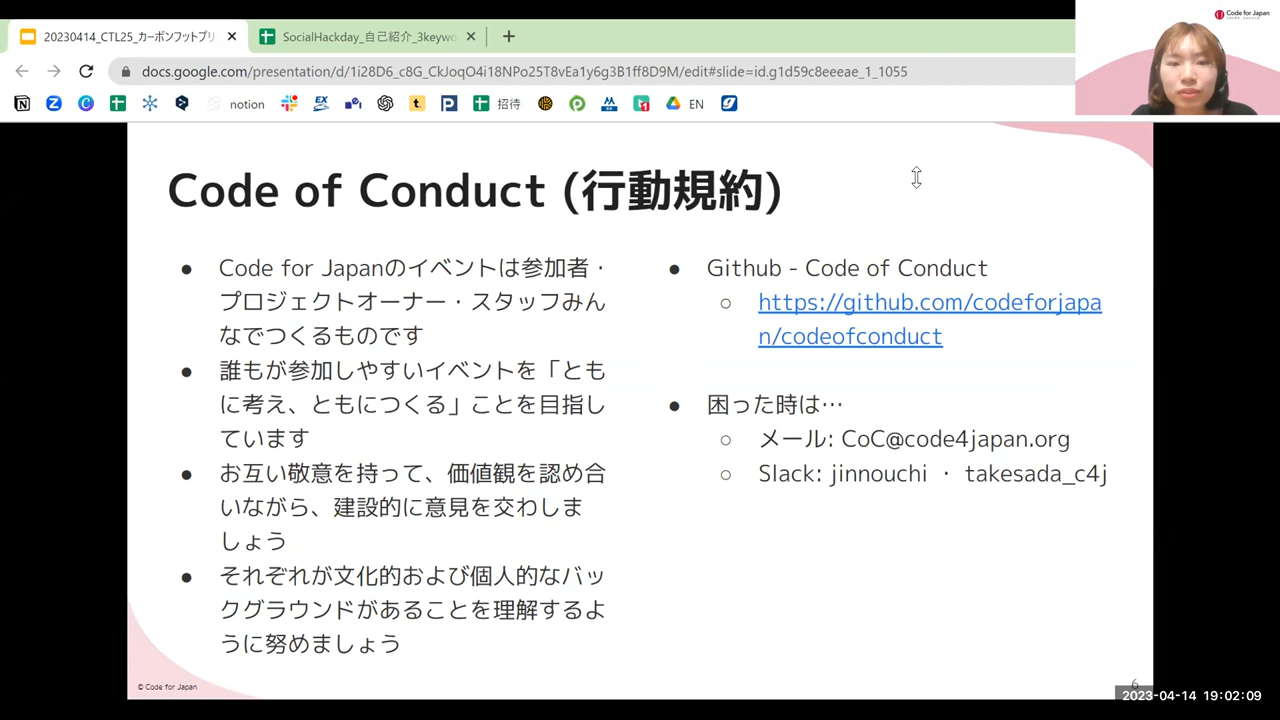 20230414_CTL25_カーボンフットプリ
SocialHackday_自己紹介_3keywo
Code for Japan
docs.google.com/presentation/d/1i28D6_c8G_CkJoqO4i1NNPo25T8vEa1y6g3B1ff8D9M/edit#slide=id.g1d59c8eeeae_1_1055
notion
EX
招待
EN
Code of Conduct (行動規約)
Code for Japanのイベントは参加者・
プロジェクトオーナー・スタッフみん
なでつくるものです
誰もが参加しやすいイベントを「とも
に考え、ともにつくる」ことを目指し
ています
お互い敬意を持って、価値観を認め合
いながら、建設的に意見を交わしま
しょう
それぞれが文化的および個人的なバッ
クグラウンドがあることを理解するよ
うに努めましょう
Github - Code of Conduct
https://github.com/codeforjapa
n/codeofconduct
困った時は…
メール: CoC@code4japan.org
Slack: jinnouchi ・ takesada_c4j
© Code for Japan
6
2023-04-14 19:02:09